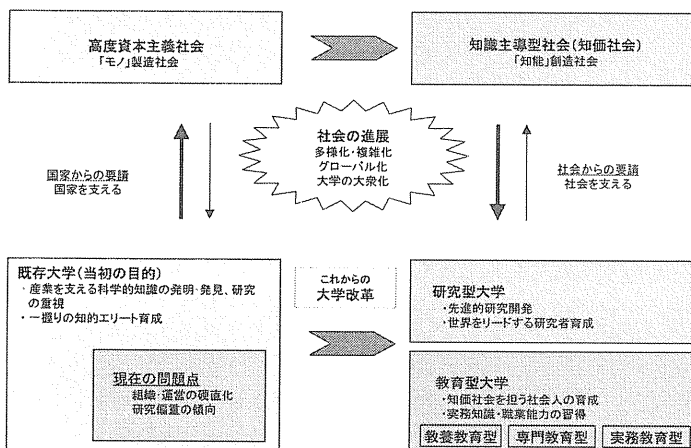 高度資本主義社会
「モノ」製造社会
知識主導型社会(知価社会)
「知能」創造社会
社会の進展
多様化・複雑化
グローバル化
大学の大衆化
国家からの要請
国家を支える
社会からの要請
社会を支える
既存大学(当初の目的)
・産業を支える科学的知識の発明・発見、研究
の重視
・一握りの知的エリート育成
現在の問題点
組織・運営の硬直化
研究偏重の傾向
これからの
大学改革
研究型大学
・先進的研究開発
・世界をリードする研究者育成
教育型大学
・知価社会を担う社会人の育成
・実務知識・職業能力の習得
教養教育型
専門教育型
実務教育型